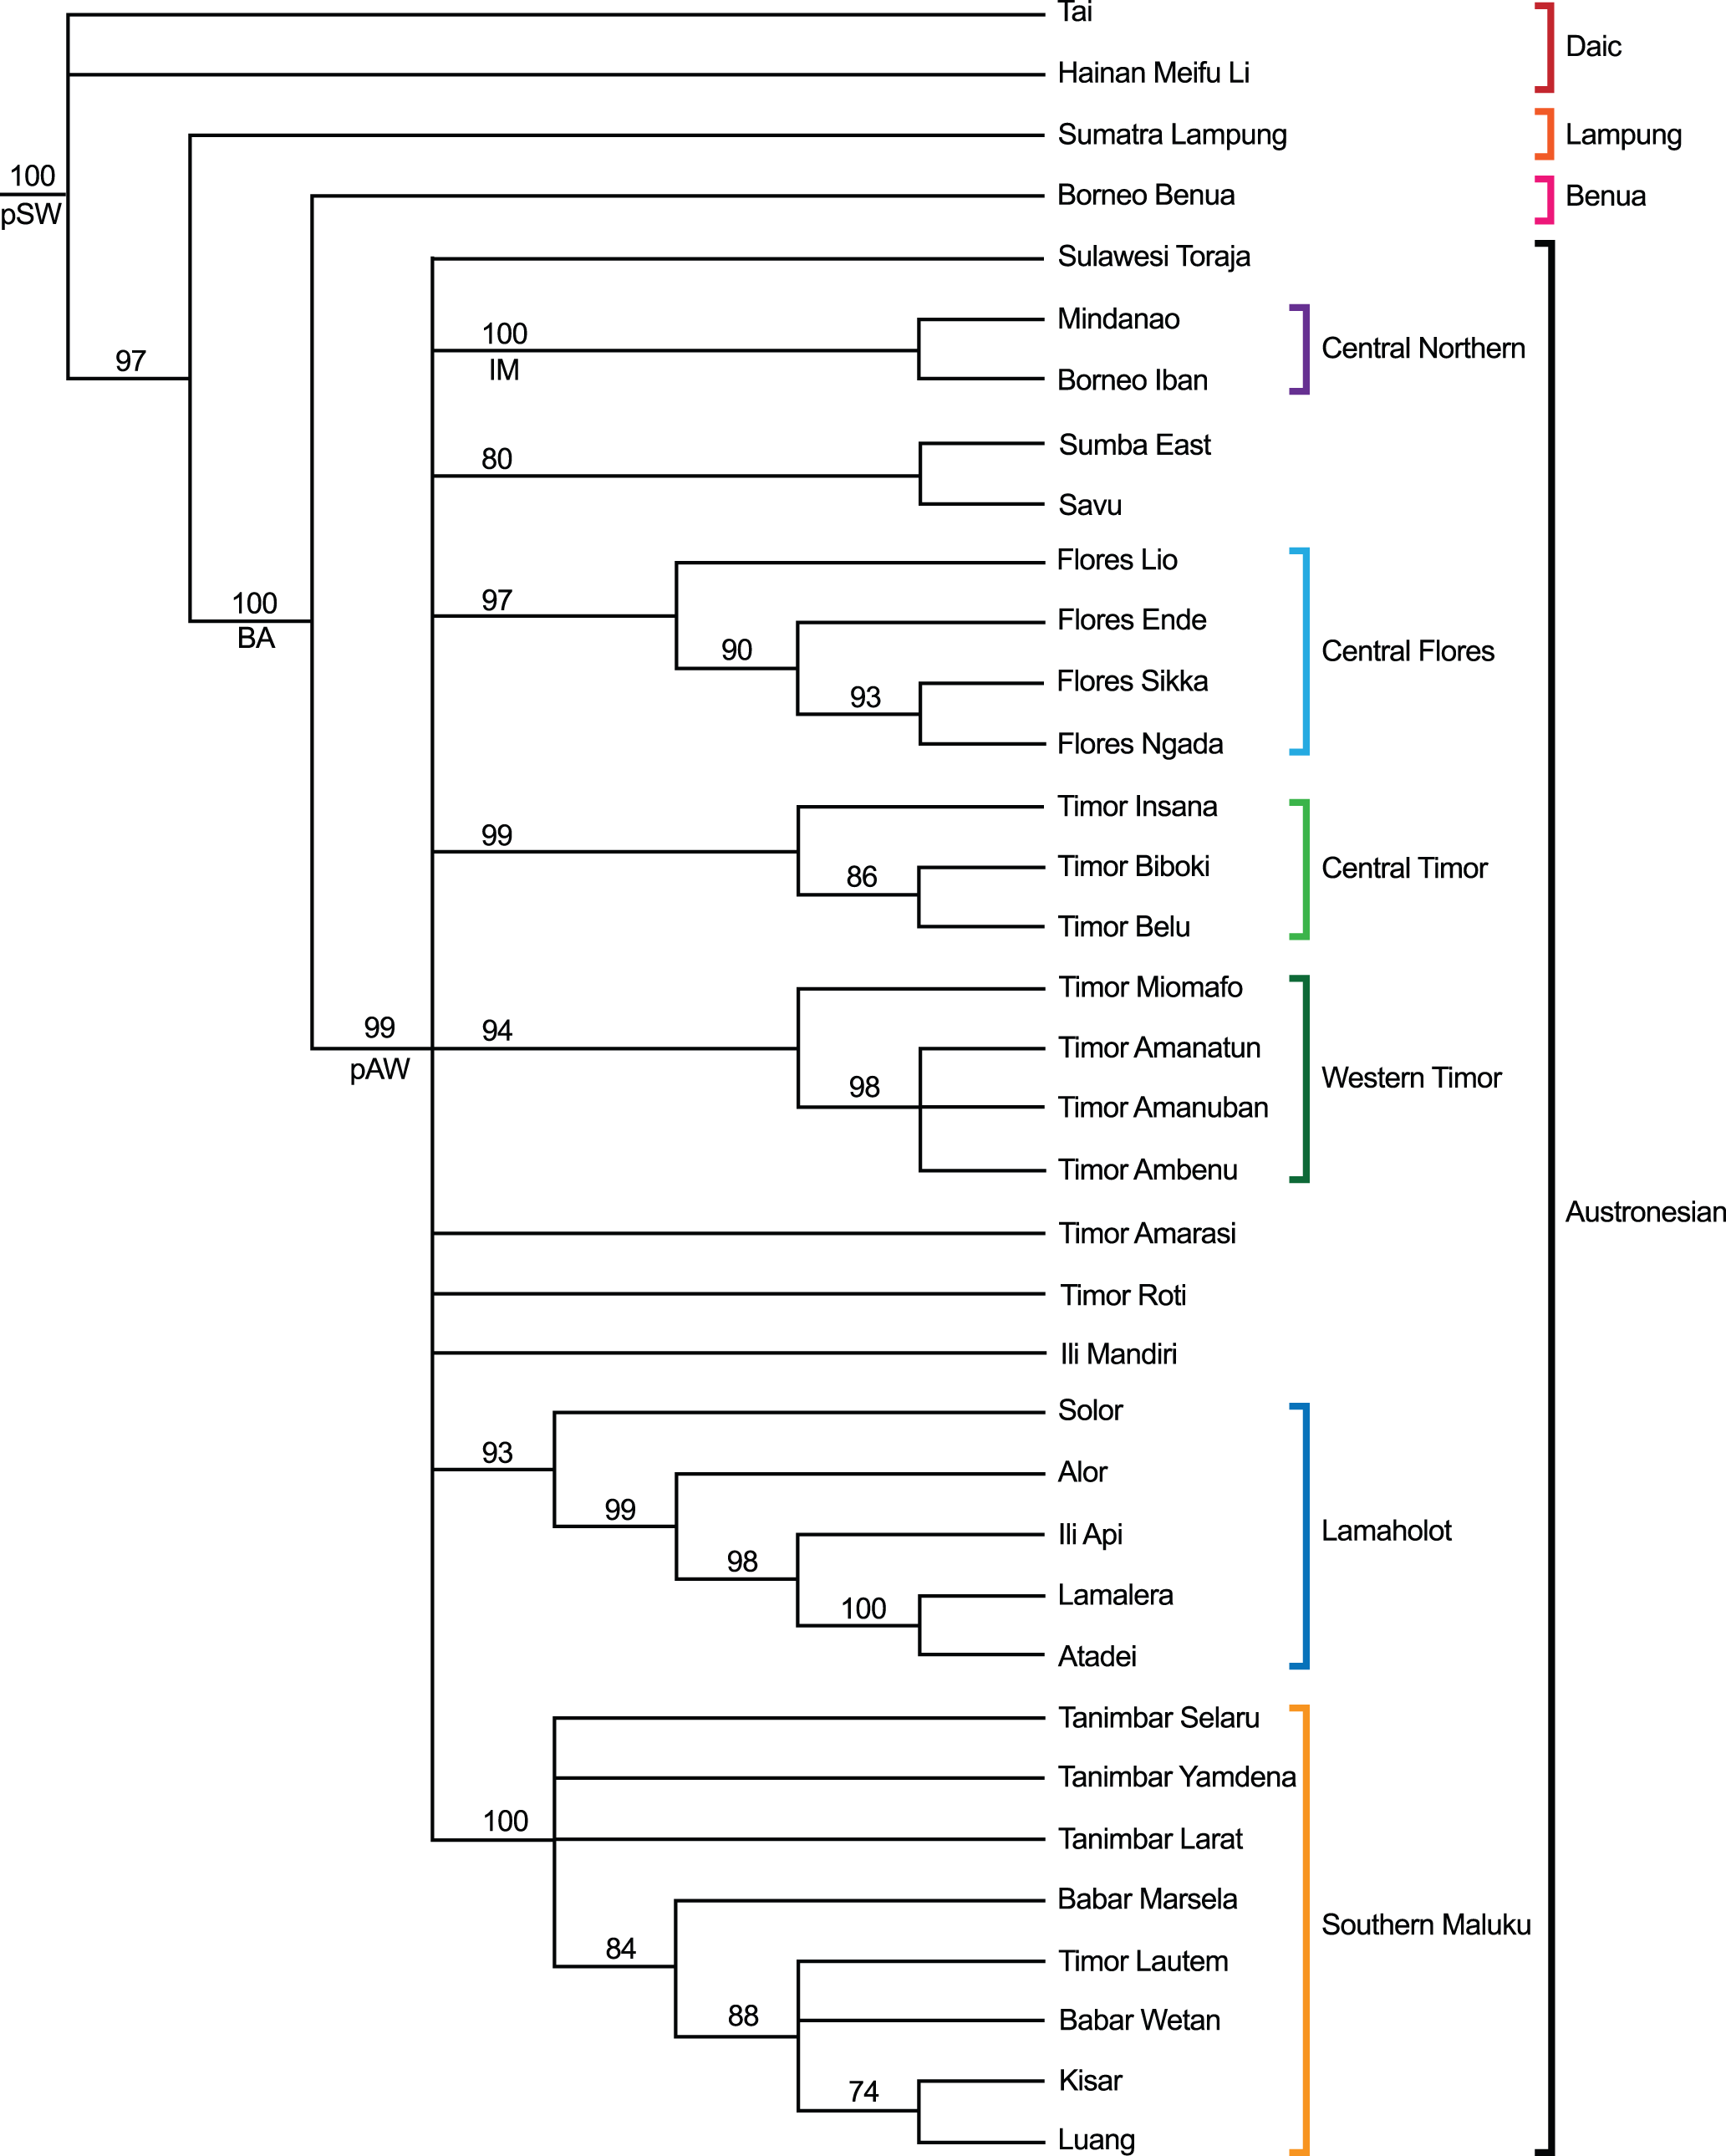 Tai
Daic
Hainan Meifu Li
Sumatra Lampung
Lampung
100
pSW
Borneo Benua
Benua
Sulawesi Toraja
Mindanao
100
IM
Central Northern
97
Borneo Iban
Sumba East
80
Savu
Flores Lio
97
100
BA
Flores Ende
90
Central Flores
Flores Sikka
93
Flores Ngada
Timor Insana
99
Timor Biboki
86
Central Timor
Timor Belu
Timor Miomafo
99
pAW
94
Timor Amanatun
98
Western Timor
Timor Amanuban
Timor Ambenu
Austronesian
Timor Amarasi
Timor Roti
Ili Mandiri
Solor
93
Alor
99
Ili Api
Lamaholot
98
Lamalera
100
Atadei
Tanimbar Selaru
Tanimbar Yamdena
100
Tanimbar Larat
Babar Marsela
Southern Maluku
84
Timor Lautem
88
Babar Wetan
Kisar
74
Luang